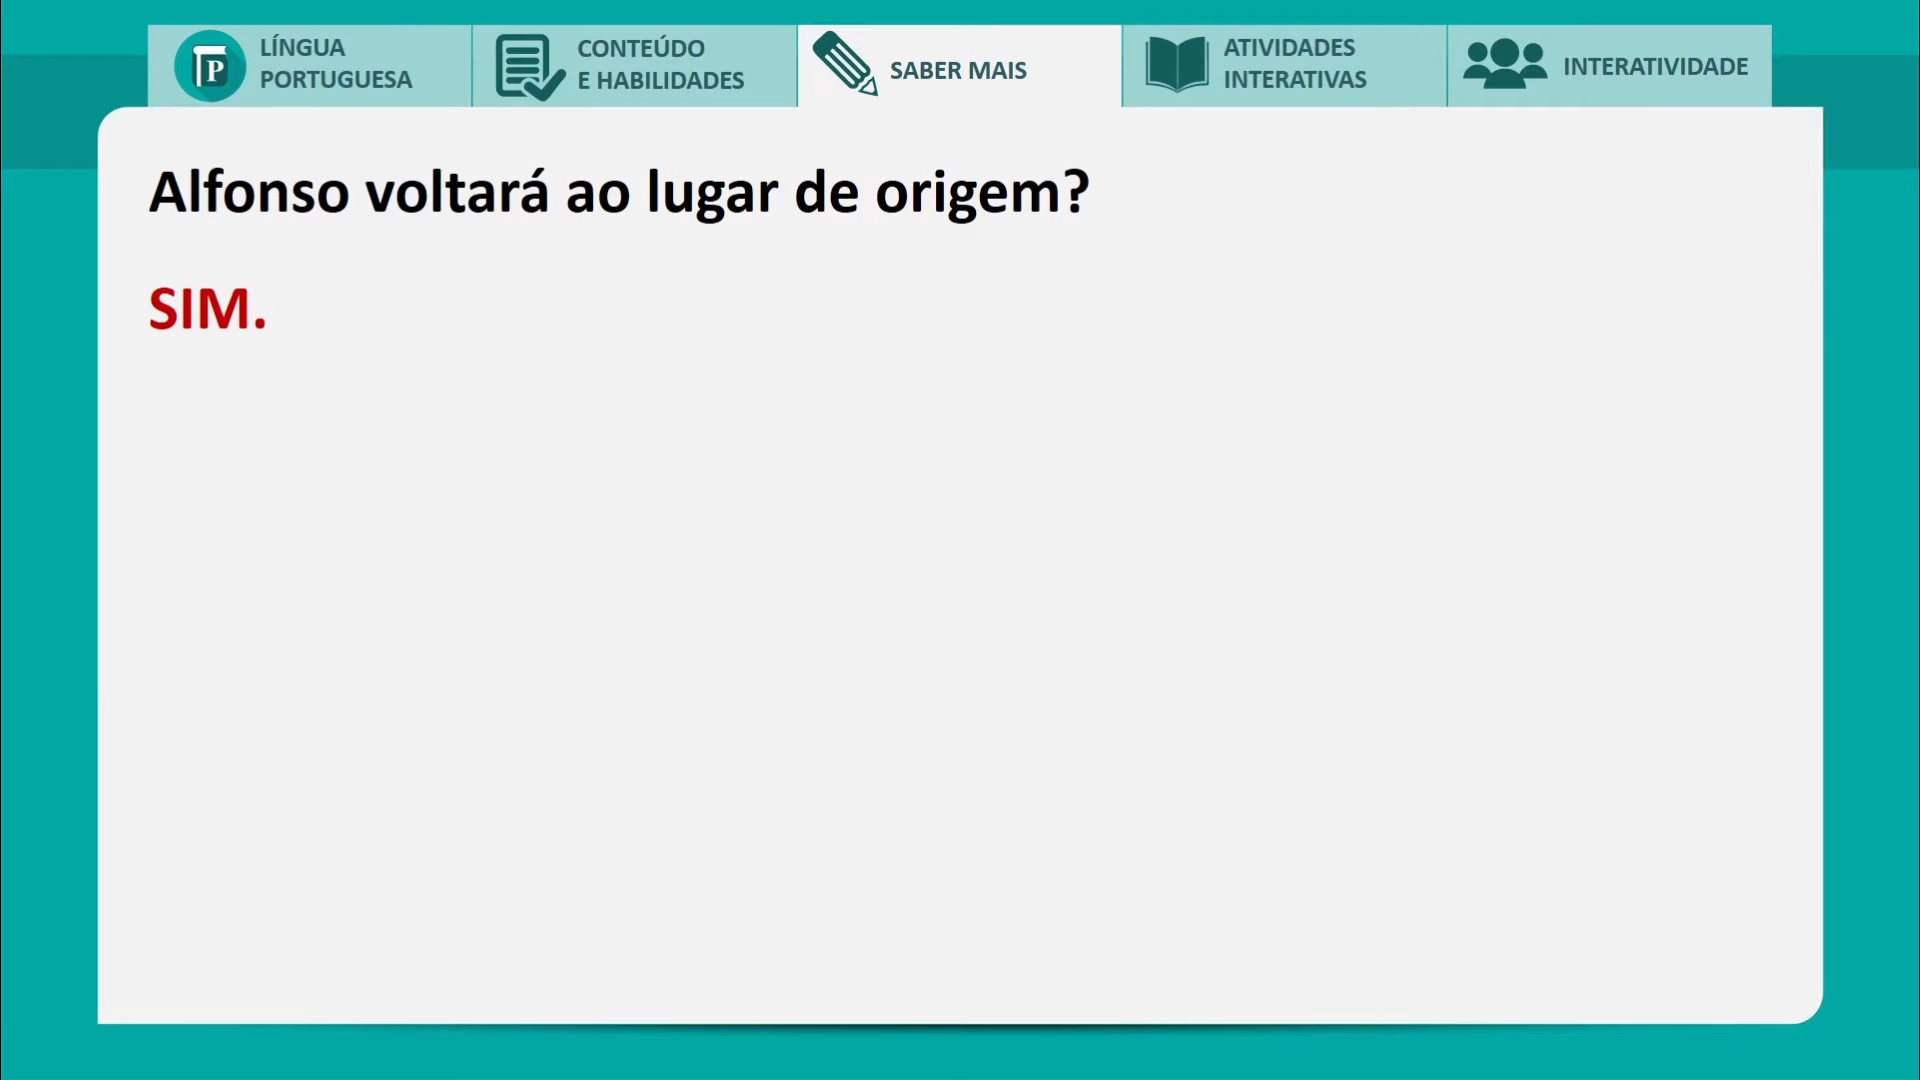 P
LÍNGUA
PORTUGUESA
CONTEÚDO
E HABILIDADES
SABER MAIS
ATIVIDADES
INTERATIVAS
INTERATIVIDADE
Alfonso voltará ao lugar de origem?
SIM.